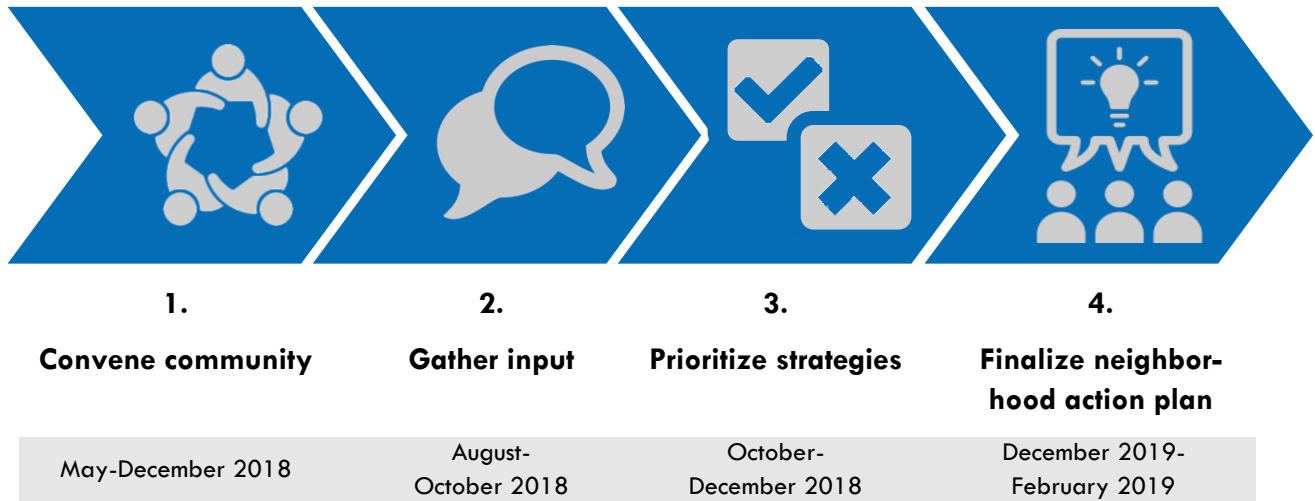 1.
Convene community
May-December 2018
2.
Gather input
August-
October 2018
3.
Prioritize strategies
October-
December 2018
4.
Finalize neighbor-
hood action plan
December 2019-
February 2019